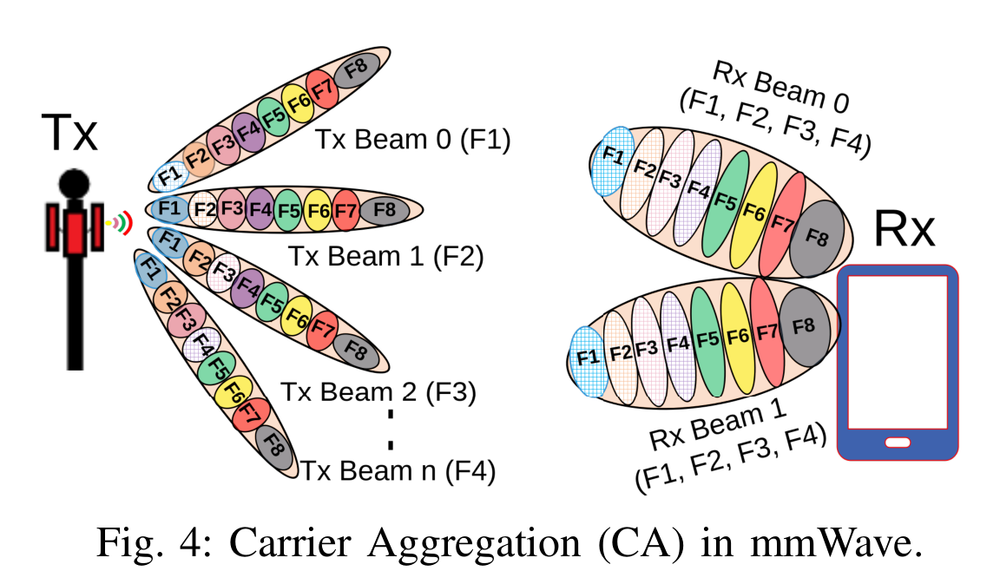 Tx
F1 F2 F3 F4 F5 F6 F7 F8
Tx Beam 0 (F1)
F1 F2 F3 F4 F5 F6 F7 F8
Tx Beam 1 (F2)
F1 F2 F3 F4 F5 F6 F7 F8
Tx Beam 2 (F3)
F1 F2 F3 F4 F5 F6 F7 F8
Tx Beam n (F4)
Rx Beam 0
(F1, F2, F3, F4)
F1 F2 F3 F4 F5 F6 F7 F8
Rx
F1 F2 F3 F4 F5 F6 F7 F8
Rx Beam 1
(F1, F2, F3, F4)
Fig. 4: Carrier Aggregation (CA) in mmWave.